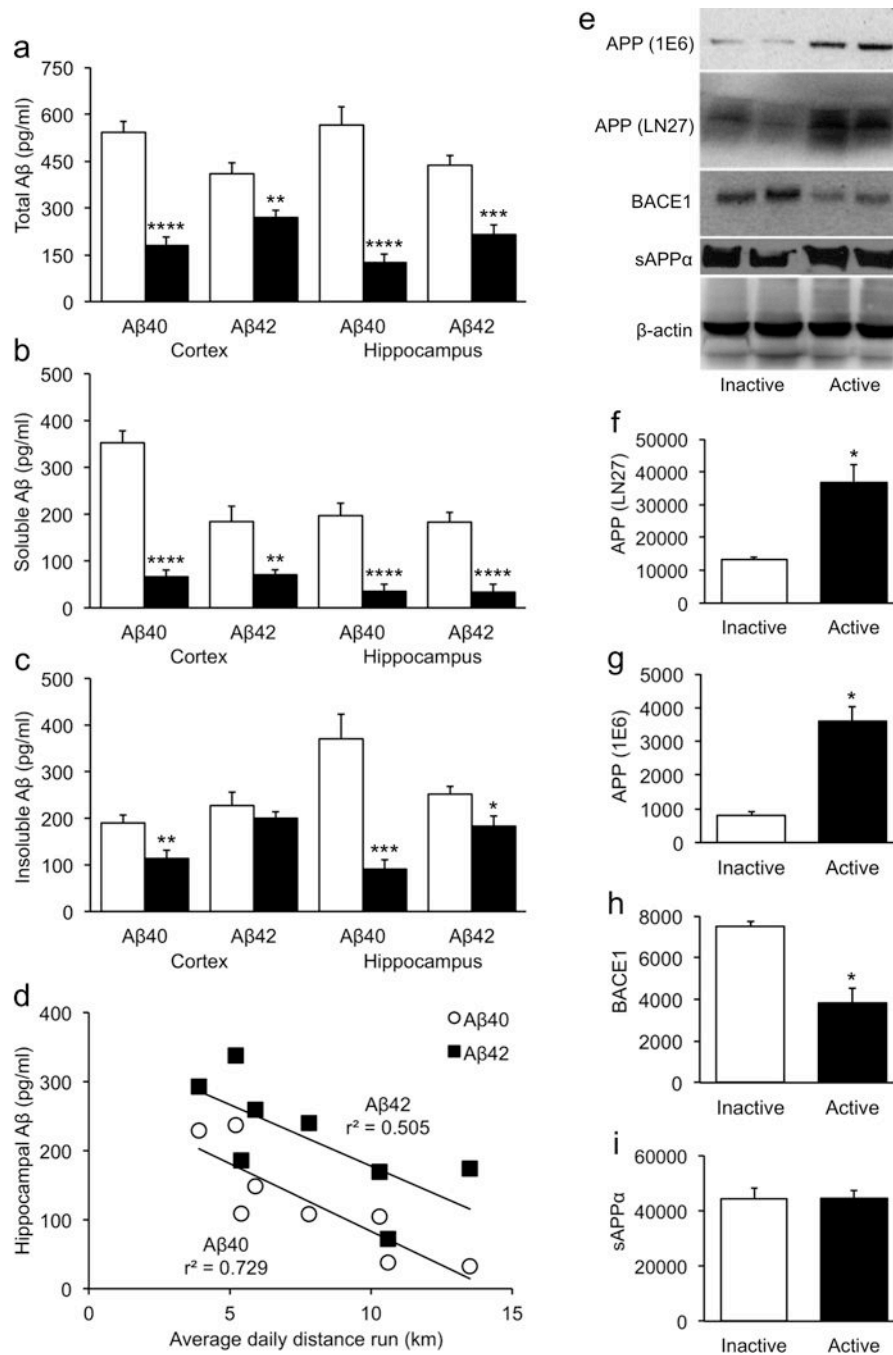 a
Total Aβ (pg/ml)
750
600
450
300
150
0
**** ** **** ***
Aβ40 Aβ42 Aβ40 Aβ42
Cortex Hippocampus
b
Soluble Aβ (pg/ml)
500
400
300
200
100
0
**** ** **** ****
Aβ40 Aβ42 Aβ40 Aβ42
Cortex Hippocampus
c
Insoluble Aβ (pg/ml)
500
400
300
200
100
0
** *** *
Aβ40 Aβ42 Aβ40 Aβ42
Cortex Hippocampus
d
Hippocampal Aβ (pg/ml)
400
300
200
100
0
Aβ40
Aβ42
Aβ42
r² = 0.505
Aβ40
r² = 0.729
0 5 10 15
Average daily distance run (km)
e
APP (1E6)
APP (LN27)
BACE1
sAPPα
β-actin
Inactive Active
f
APP (LN27)
50000
40000
30000
20000
10000
0
*
Inactive Active
g
APP (1E6)
5000
4000
3000
2000
1000
0
*
Inactive Active
h
BACE1
8000
6000
4000
2000
0
*
Inactive Active
i
sAPPα
60000
40000
20000
0
Inactive Active